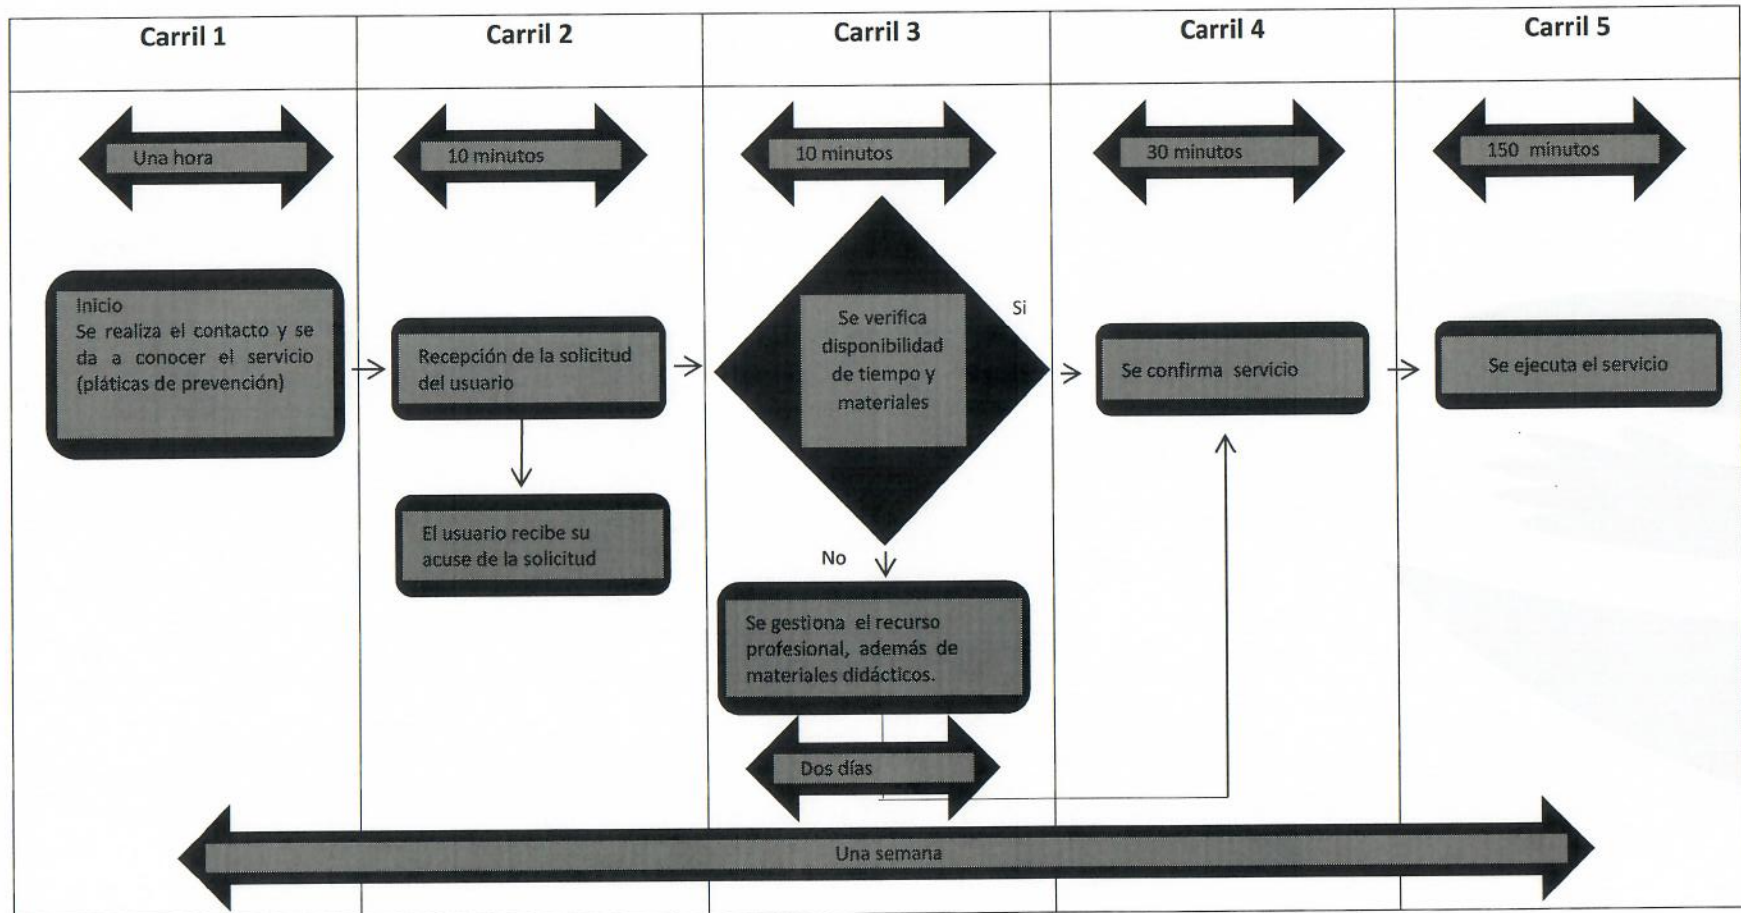 Carril 1
Carril 2
Carril 3
Carril 4
Carril 5
Una hora
10 minutos
10 minutos
30 minutos
150 minutos
Inicio
Se realiza el contacto y se
da a conocer el servicio
(pláticas de prevención)
Recepción de la solicitud
del usuario
El usuario recibe su
acuse de la solicitud
Se verifica
disponibilidad
de tiempo y
materiales
Si
No
Se gestiona el recurso
profesional, además de
materiales didácticos.
Dos días
Se confirma servicio
Se ejecuta el servicio
Una semana